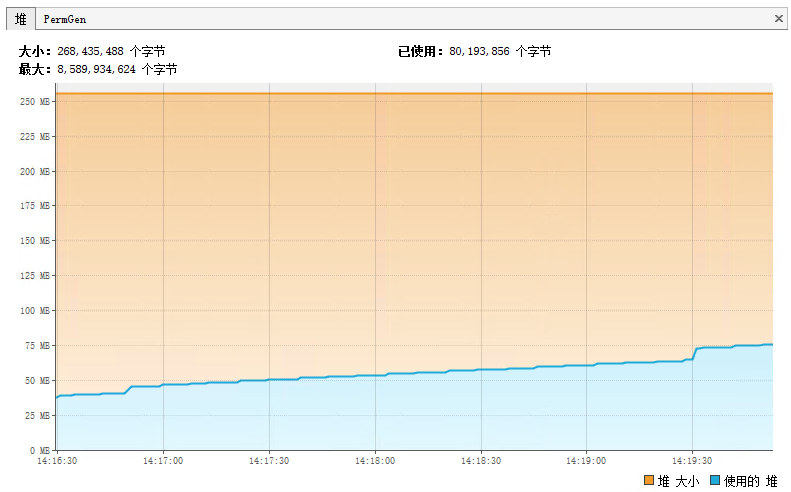 堆 PermGen
大小: 268,435,488 个字节 已使用: 80,193,856 个字节
最大: 8,589,934,624 个字节
250 MB
225 MB
200 MB
175 MB
150 MB
125 MB
100 MB
75 MB
50 MB
25 MB
0 MB
14:16:30 14:17:00 14:17:30 14:18:00 14:18:30 14:19:00 14:19:30
堆 大小 使用的 堆